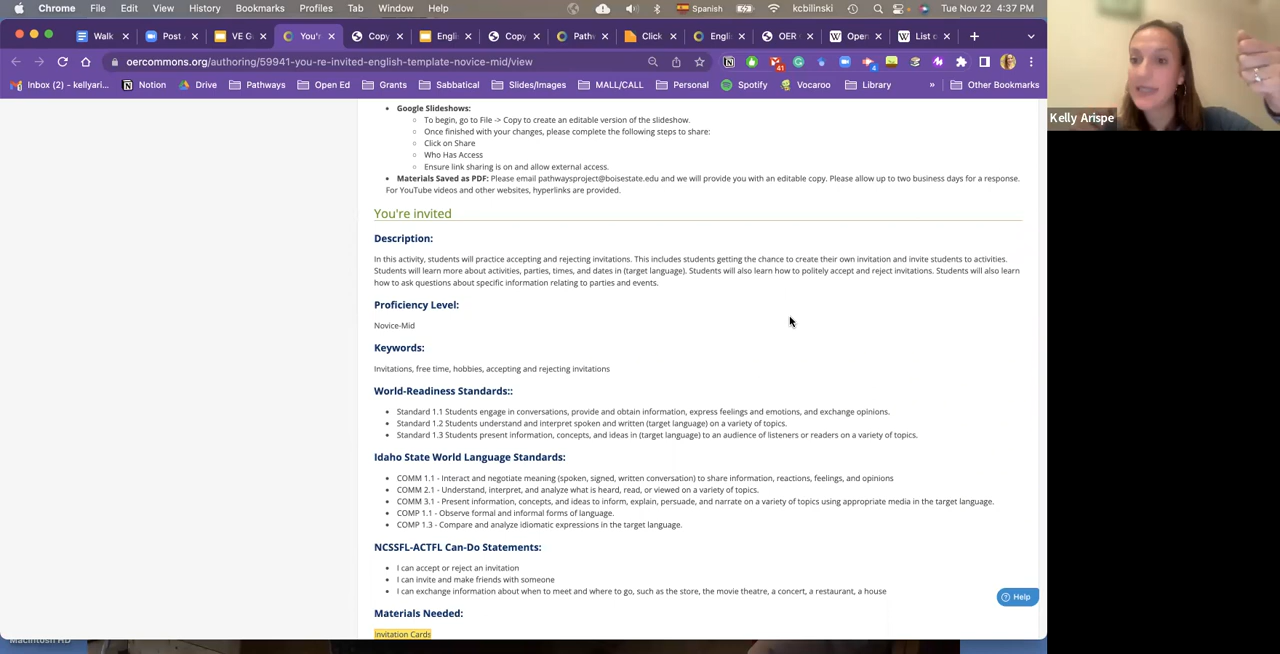 Chrome File Edit View History Bookmarks Profiles Tab Window Help Spanish kcbilinski Tue Nov 22 4:37 PM
Walk Post VE G You'r Copy Englis Copy Pathw Click Englis OER Open List d
oercommons.org/authoring/59941-you-re-invited-english-template-novice-mid/view
Inbox (2) – kellyari... Notion Drive Grants Pathways Open Ed Sabbatical Slides/Images MALL/CALL Personal Spotify Vocaroo Library » Other Bookmarks
Kelly Arispe
Google Slideshows:
To begin, go to File -> Copy to create an editable version of the slideshow.
Once finished with your changes, please complete the following steps to share:
Click on Share
Who Has Access
Ensure link sharing is on and allow external access.
Materials Saved as PDF: Please email pathwaysproject@boisestate.edu and we will provide you with an editable copy. Please allow up to two business days for a response.
For YouTube videos and other websites, hyperlinks are provided.
You're invited
Description:
In this activity, students will practice accepting and rejecting invitations. This includes students getting the chance to create their own invitation and invite students to activities.
Students will learn more about activities, parties, times, and dates in (target language). Students will also learn how to politely accept and reject invitations. Students will also learn
how to ask questions about specific information relating to parties and events.
Proficiency Level:
Novice-Mid
Keywords:
Invitations, free time, hobbies, accepting and rejecting invitations
World-Readiness Standards::
Standard 1.1 Students engage in conversations, provide and obtain information, express feelings and emotions, and exchange opinions.
Standard 1.2 Students understand and interpret spoken and written (target language) on a variety of topics.
Standard 1.3 Students present information, concepts, and ideas in (target language) to an audience of listeners or readers on a variety of topics.
Idaho State World Language Standards:
COMM 1.1 - Interact and negotiate meaning (spoken, signed, written conversation) to share information, reactions, feelings, and opinions
COMM 2.1 - Understand, interpret, and analyze what is heard, read, or viewed on a variety of topics.
COMM 3.1 - Present information, concepts, and ideas to inform, explain, persuade, and narrate on a variety of topics using appropriate media in the target language.
COMP 1.1 - Observe formal and informal forms of language.
COMP 1.3 - Compare and analyze idiomatic expressions in the target language.
NCSSFL-ACTFL Can-Do Statements:
I can accept or reject an invitation
I can invite and make friends with someone
I can exchange information about when to meet and where to go, such as the store, the movie theatre, a concert, a restaurant, a house
Help
Materials Needed:
Invitation Cards
Macintosh HD